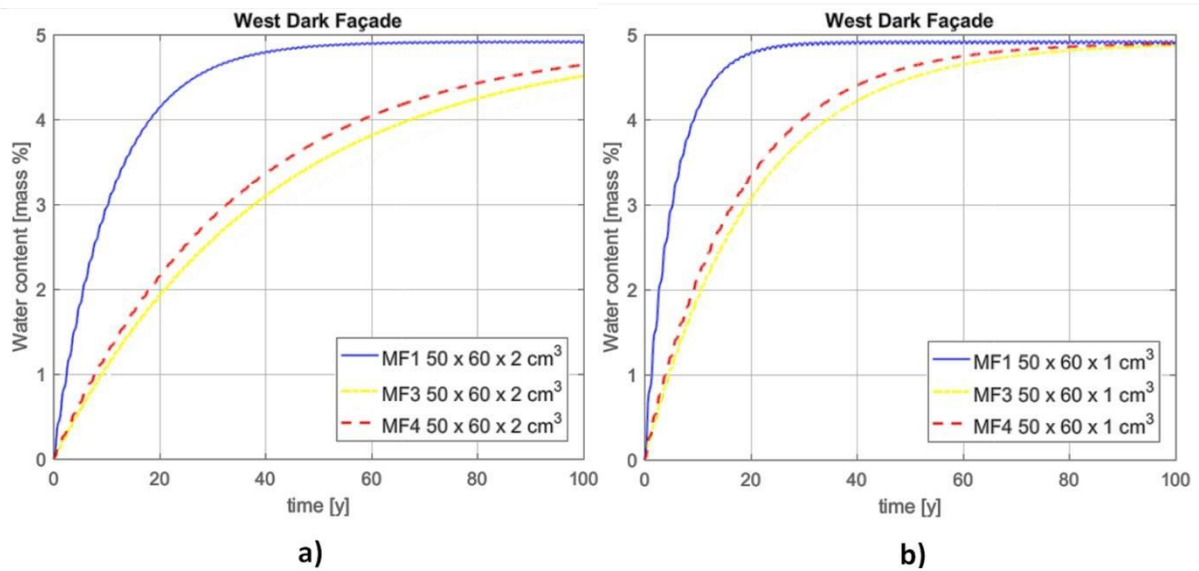 West Dark Façade
5
4
3
2
1
0
Water content [mass %]
0 20 40 60 80 100
time [y]
MF1 50 x 60 x 2 cm³
MF3 50 x 60 x 2 cm³
MF4 50 x 60 x 2 cm³
a)
West Dark Façade
5
4
3
2
1
0
Water content [mass %]
0 20 40 60 80 100
time [y]
MF1 50 x 60 x 1 cm³
MF3 50 x 60 x 1 cm³
MF4 50 x 60 x 1 cm³
b)